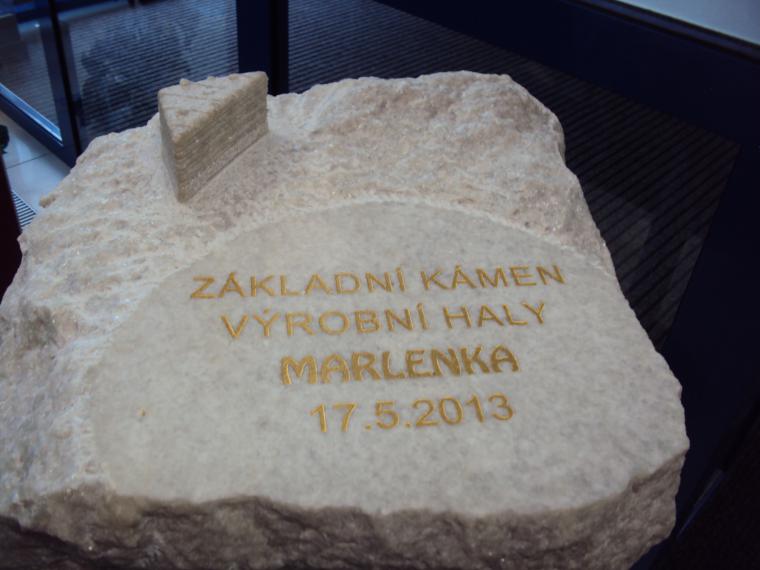 ZÁKLADNÍ KÁMEN
VÝROBNÍ HALY
MARLENKA
17.5.2013